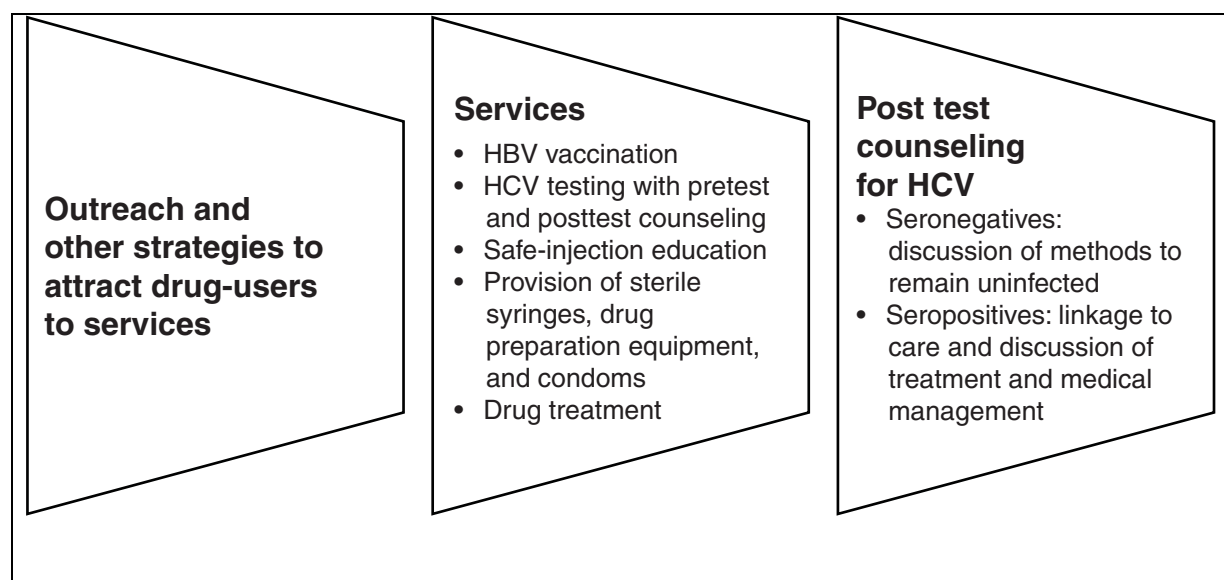 Outreach and
other strategies to
attract drug-users
to services
Services
• HBV vaccination
• HCV testing with pretest
and posttest counseling
• Safe-injection education
• Provision of sterile
syringes, drug
preparation equipment,
and condoms
• Drug treatment
Post test
counseling
for HCV
• Seronegatives:
discussion of methods to
remain uninfected
• Seropositives: linkage to
care and discussion of
treatment and medical
management